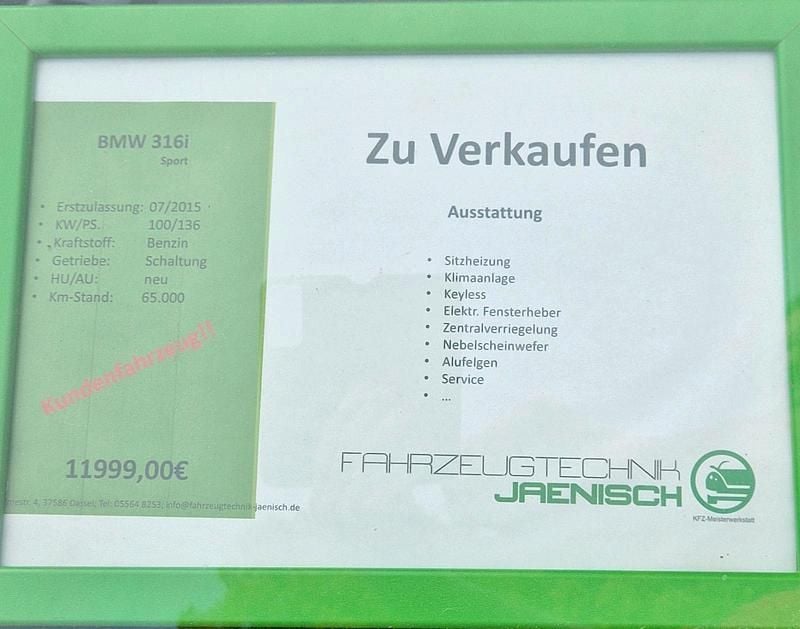 BMW 316i
Sport
• Erstzulassung: 07/2015
• KW/PS. 100/136
• Kraftstoff: Benzin
• Getriebe: Schaltung
• HU/AU: neu
• Km-Stand: 65.000
Kundenfahrzeug!!
11999,00€
4, 37586 Dassel; Tel: 05564 8253; info@fahrzeugtechnik-jaenisch.de
Zu Verkaufen
Ausstattung
• Sitzheizung
• Klimaanlage
• Keyless
• Elektr. Fensterheber
• Zentralverriegelung
• Nebelscheinwefer
• Alufelgen
• Service
• ...
FAHRZEUGTECHNIK
JAENISCH
KFZ-Meisterwerkstatt